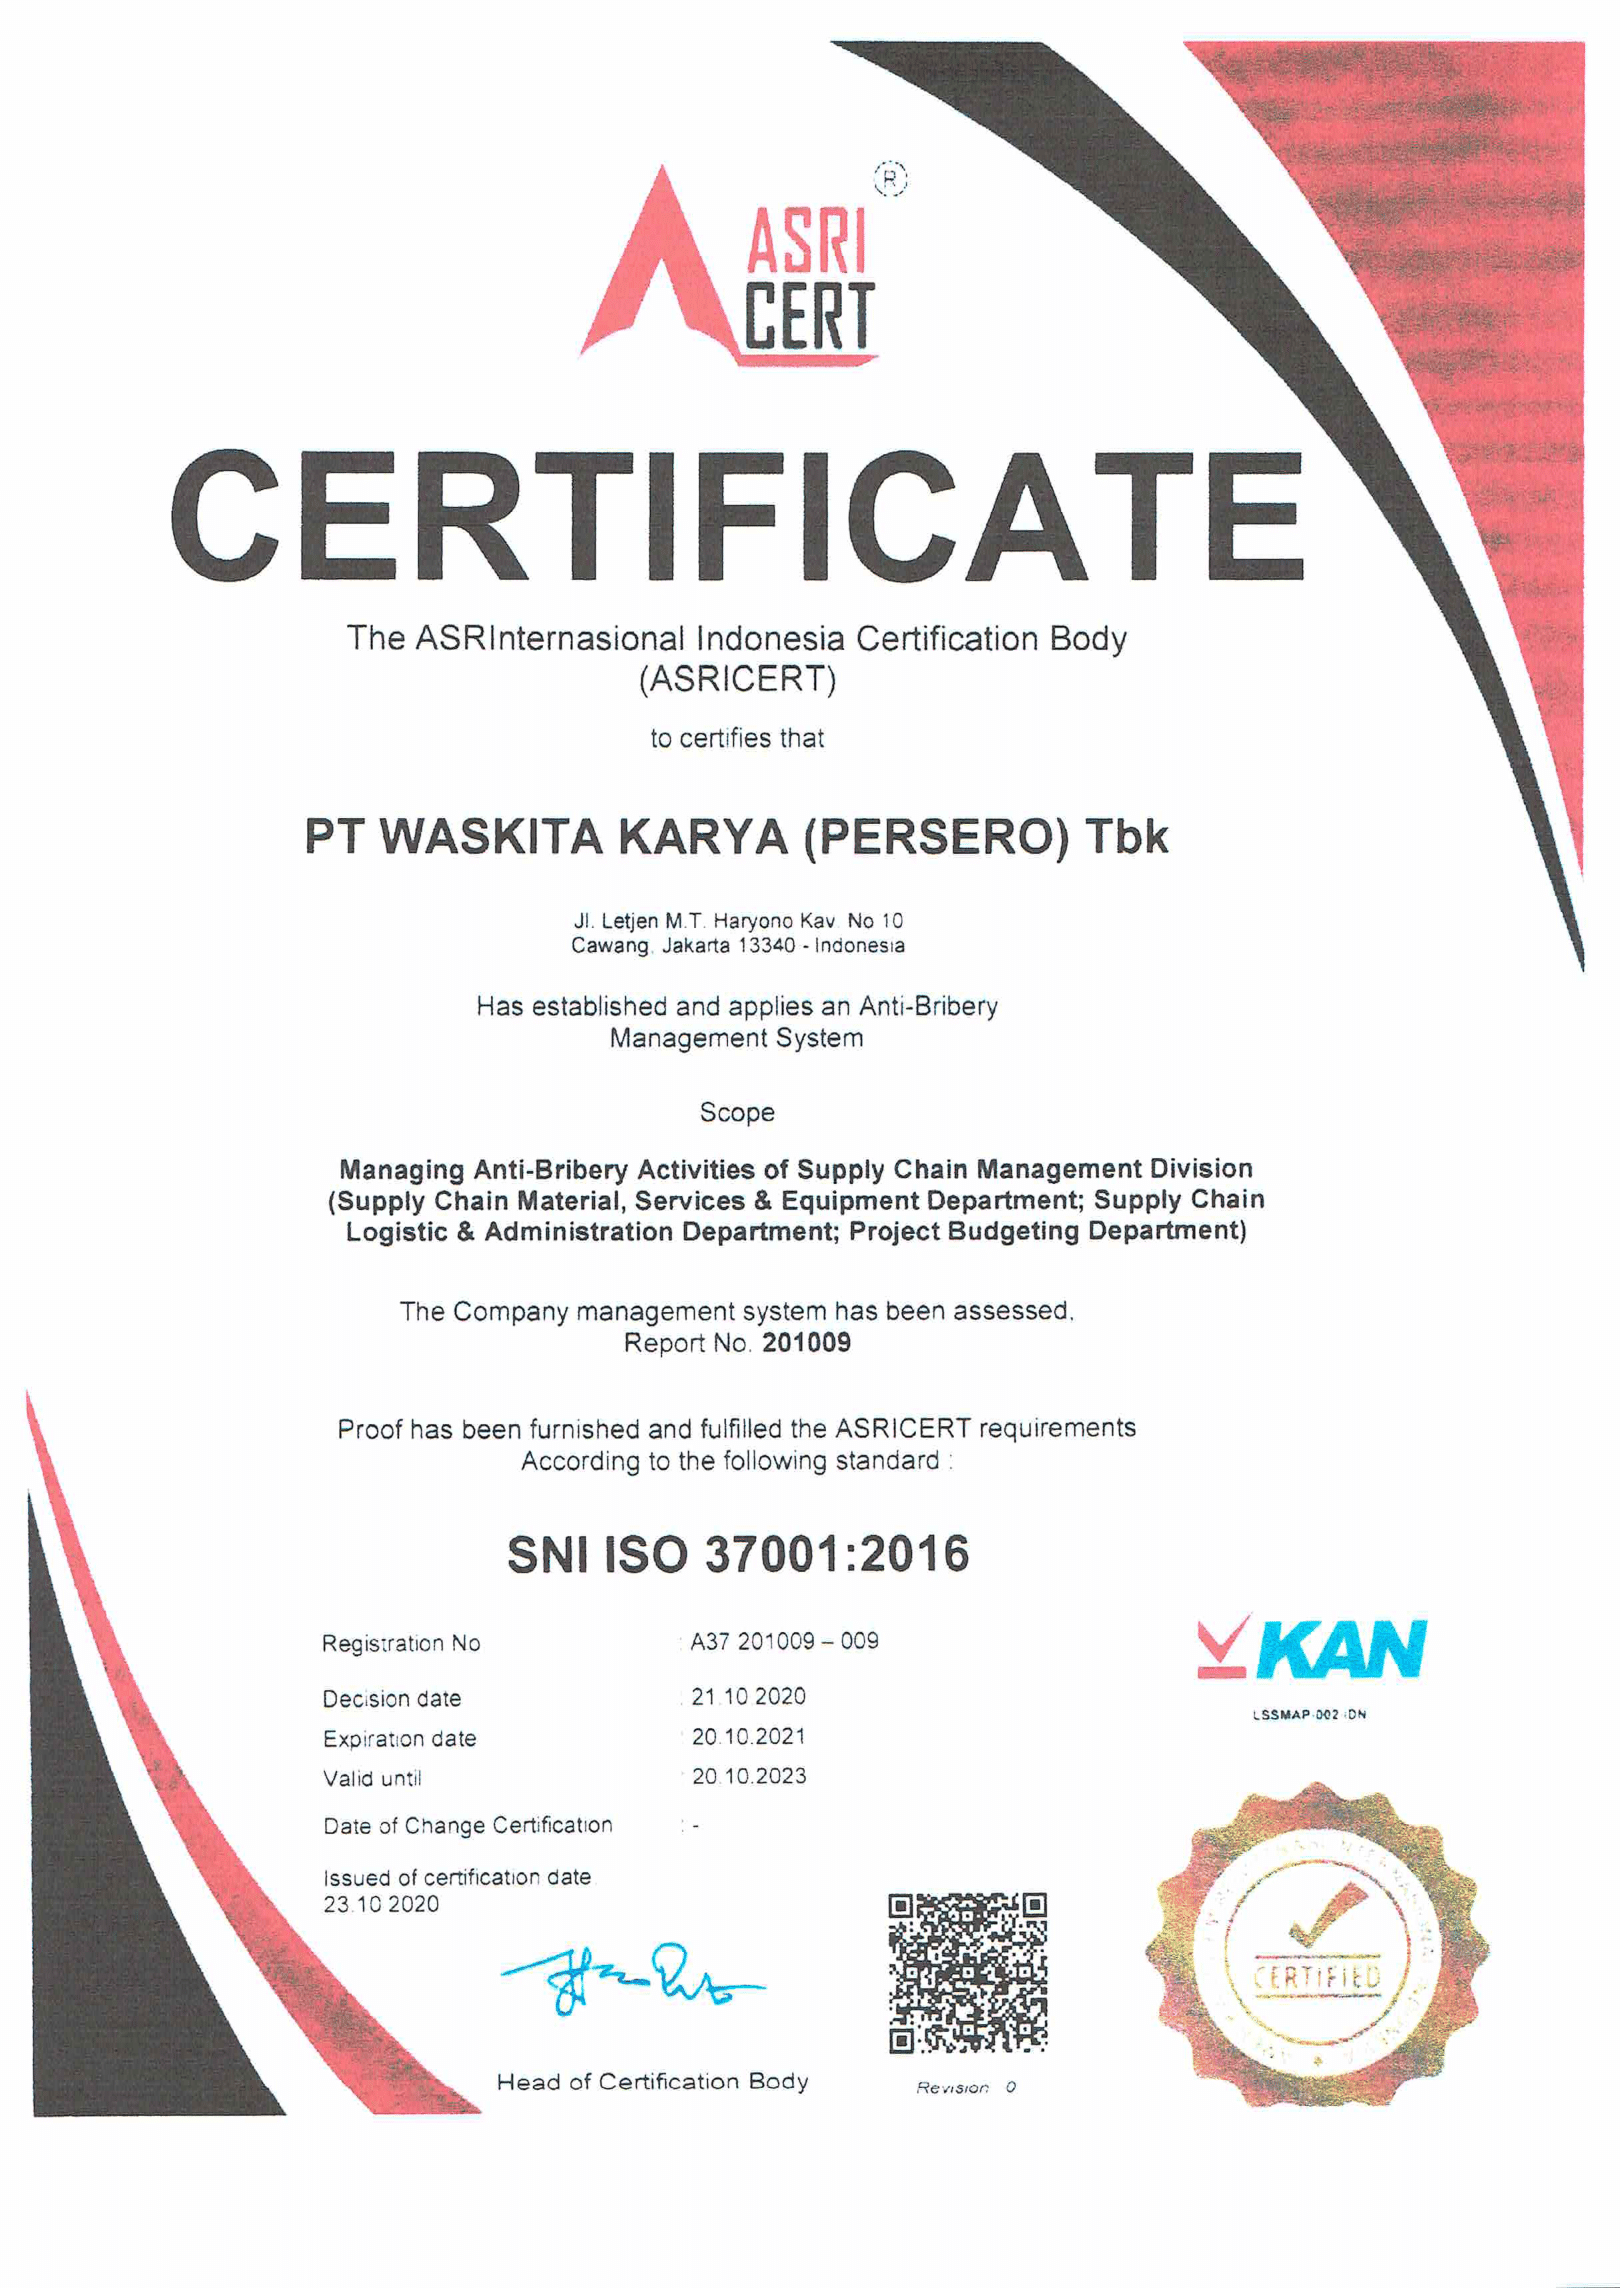 ASRI
CERT
®
CERTIFICATE
The ASRInternasional Indonesia Certification Body
(ASRICERT)
to certifies that
PT WASKITA KARYA (PERSERO) Tbk
Jl. Letjen M.T. Haryono Kav. No 10
Cawang, Jakarta 13340 - Indonesia
Has established and applies an Anti-Bribery
Management System
Scope
Managing Anti-Bribery Activities of Supply Chain Management Division
(Supply Chain Material, Services & Equipment Department; Supply Chain
Logistic & Administration Department; Project Budgeting Department)
The Company management system has been assessed,
Report No. 201009
Proof has been furnished and fulfilled the ASRICERT requirements
According to the following standard :
SNI ISO 37001:2016
Registration No : A37 201009 – 009
Decision date : 21.10.2020
Expiration date : 20.10.2021
Valid until : 20.10.2023
Date of Change Certification : -
Issued of certification date
23.10.2020
Head of Certification Body
Revision 0
KAN
LSSMAP-002-IDN
CERTIFIED